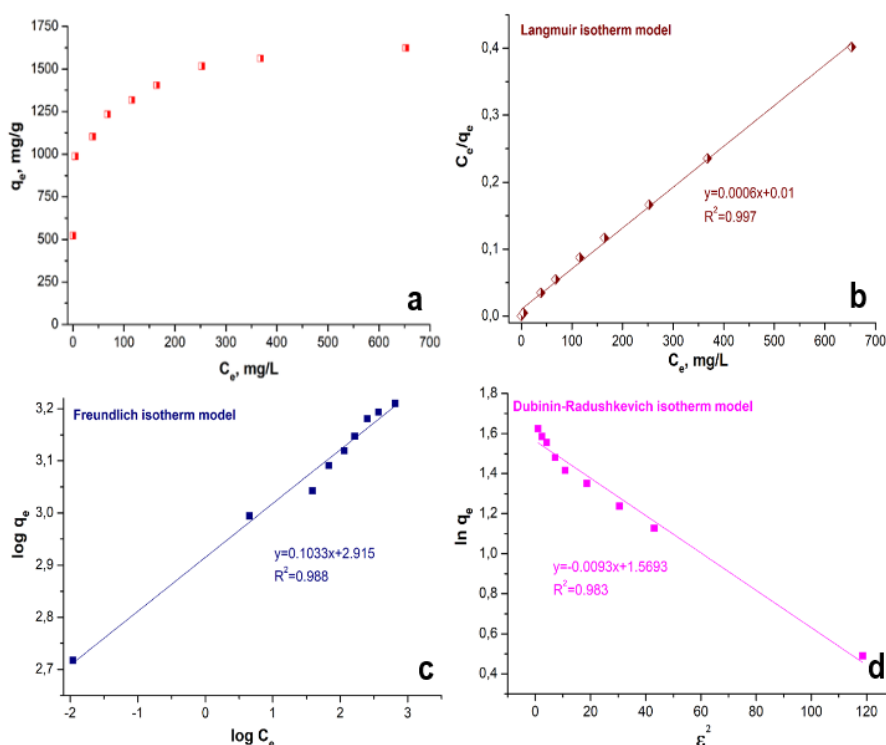 1750
1500
1250
1000
750
500
250
0
qe, mg/g
0 100 200 300 400 500 600 700
Ce, mg/L
a
Langmuir isotherm model
0,4
0,3
0,2
0,1
0,0
Ce/qe
y=0.0006x+0.01
R²=0.997
0 100 200 300 400 500 600 700
Ce, mg/L
b
Freundlich isotherm model
3,2
3,1
3,0
2,9
2,8
2,7
log qe
y=0.1033x+2.915
R²=0.988
-2 -1 0 1 2 3
log Ce
c
Dubinin-Radushkevich isotherm model
1,8
1,6
1,4
1,2
1,0
0,8
0,6
0,4
ln qe
y=-0.0093x+1.5693
R²=0.983
0 20 40 60 80 100 120
ε²
d